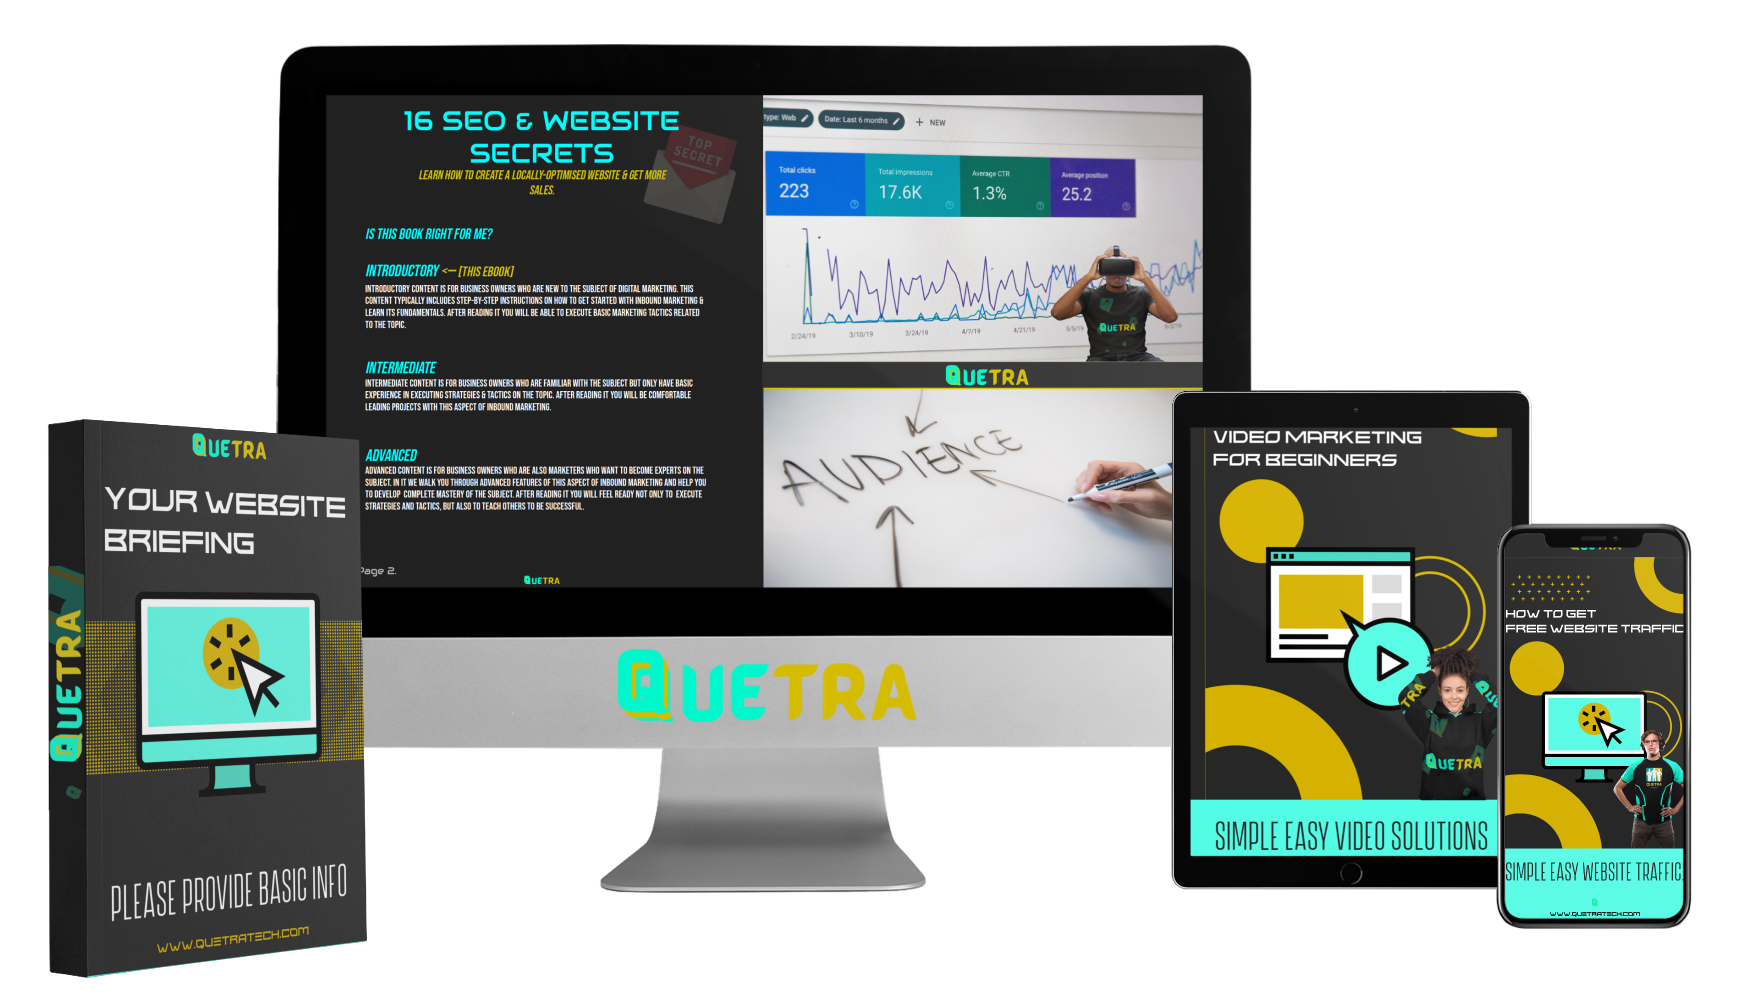 16 SEO & WEBSITE
SECRETS
LEARN HOW TO CREATE A LOCALLY-OPTIMISED WEBSITE & GET MORE
SALES.
TOP
SECRET
IS THIS BOOK RIGHT FOR ME?
INTRODUCTORY <— [THIS EBOOK]
INTRODUCTORY CONTENT IS FOR BUSINESS OWNERS WHO ARE NEW TO THE SUBJECT OF DIGITAL MARKETING. THIS
CONTENT TYPICALLY INCLUDES STEP-BY-STEP INSTRUCTIONS ON HOW TO GET STARTED WITH INBOUND MARKETING &
LEARN ITS FUNDAMENTALS. AFTER READING IT YOU WILL BE ABLE TO EXECUTE BASIC MARKETING TACTICS RELATED
TO THE TOPIC.
INTERMEDIATE
INTERMEDIATE CONTENT IS FOR BUSINESS OWNERS WHO ARE FAMILIAR WITH THE SUBJECT BUT ONLY HAVE BASIC
EXPERIENCE IN EXECUTING STRATEGIES & TACTICS ON THE TOPIC. AFTER READING IT YOU WILL BE COMFORTABLE
LEADING PROJECTS WITH THIS ASPECT OF INBOUND MARKETING.
ADVANCED
ADVANCED CONTENT IS FOR BUSINESS OWNERS WHO ARE ALSO MARKETERS WHO WANT TO BECOME EXPERTS ON THE
SUBJECT. IN IT WE WALK YOU THROUGH ADVANCED FEATURES OF THIS ASPECT OF INBOUND MARKETING AND HELP YOU
TO DEVELOP COMPLETE MASTERY OF THE SUBJECT. AFTER READING IT YOU WILL FEEL READY NOT ONLY TO EXECUTE
STRATEGIES AND TACTICS, BUT ALSO TO TEACH OTHERS TO BE SUCCESSFUL.
Page 2.
QUETRA
type: Web
Date: Last 6 months
+ NEW
Total clicks
223
Total impressions
17.6K
Average CTR
1.3%
Average position
25.2
2/24/19 3/10/19 3/24/19 4/7/19 4/21/19 5/5/19 6/2/19
QUETRA
QUETRA
AUDIENCE
QUETRA
QUETRA
YOUR WEBSITE
BRIEFING
PLEASE PROVIDE BASIC INFO
WWW.QUETRATECH.COM
QUETRA
VIDEO MARKETING
FOR BEGINNERS
QUETRA
SIMPLE EASY VIDEO SOLUTIONS
HOW TO GET
FREE WEBSITE TRAFFIC
QUETRA
SIMPLE EASY WEBSITE TRAFFIC.
WWW.QUETRATECH.COM